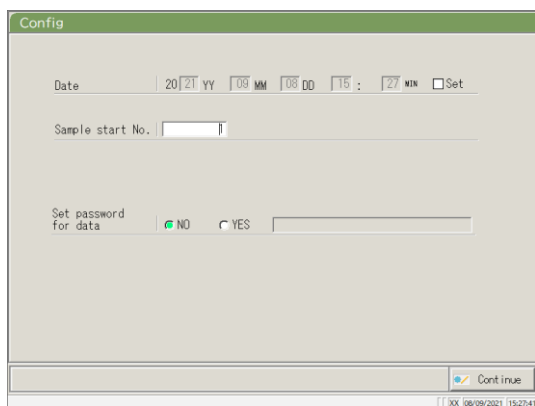 Config
Date 20 21 YY 09 MM 08 DD 15 : 27 MIN Set
Sample start No. 1
Set password
for data NO YES
Continue
XX 08/09/2021 15:27:41